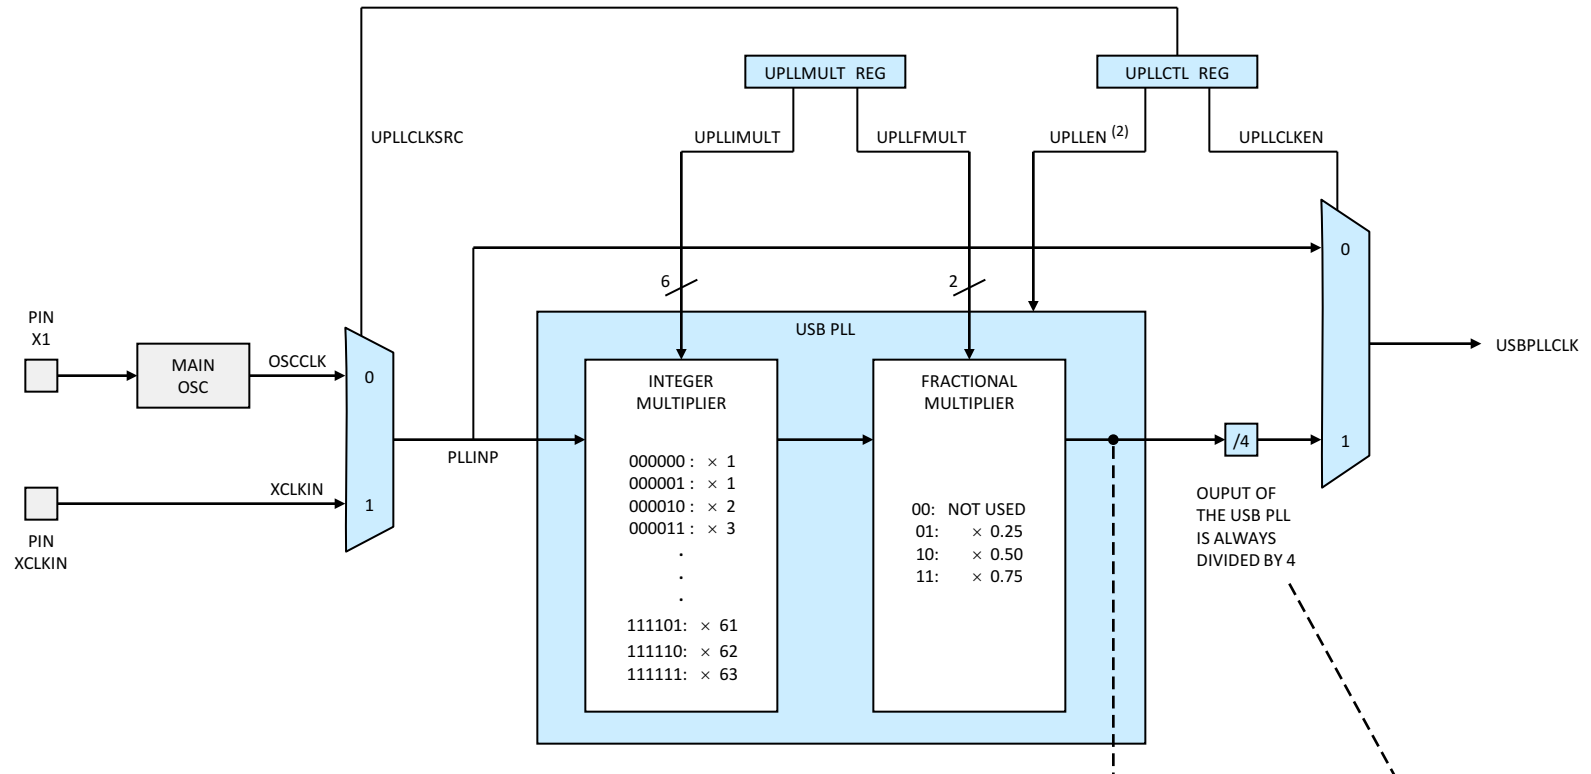 UPLLMULT REG
UPLLCTL REG
UPLLCLKSRC
UPLLIMULT
UPLLFMULT
UPLLEN (2)
UPLLCLKEN
0
6
2
PIN
X1
USB PLL
MAIN
OSC
OSCCLK
0
INTEGER
MULTIPLIER
FRACTIONAL
MULTIPLIER
USBPLLCLK
PLLINP
/4
1
XCLKIN
1
PIN
XCLKIN
000000 : × 1
000001 : × 1
000010 : × 2
000011 : × 3
.
.
.
111101: × 61
111110: × 62
111111: × 63
00: NOT USED
01: × 0.25
10: × 0.50
11: × 0.75
OUPUT OF
THE USB PLL
IS ALWAYS
DIVIDED BY 4